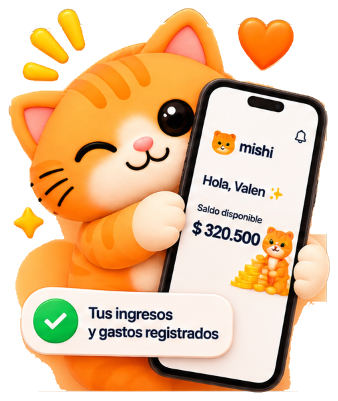 mishi
Hola, Valen
Saldo disponible
$ 320.500
Tus ingresos
y gastos registrados